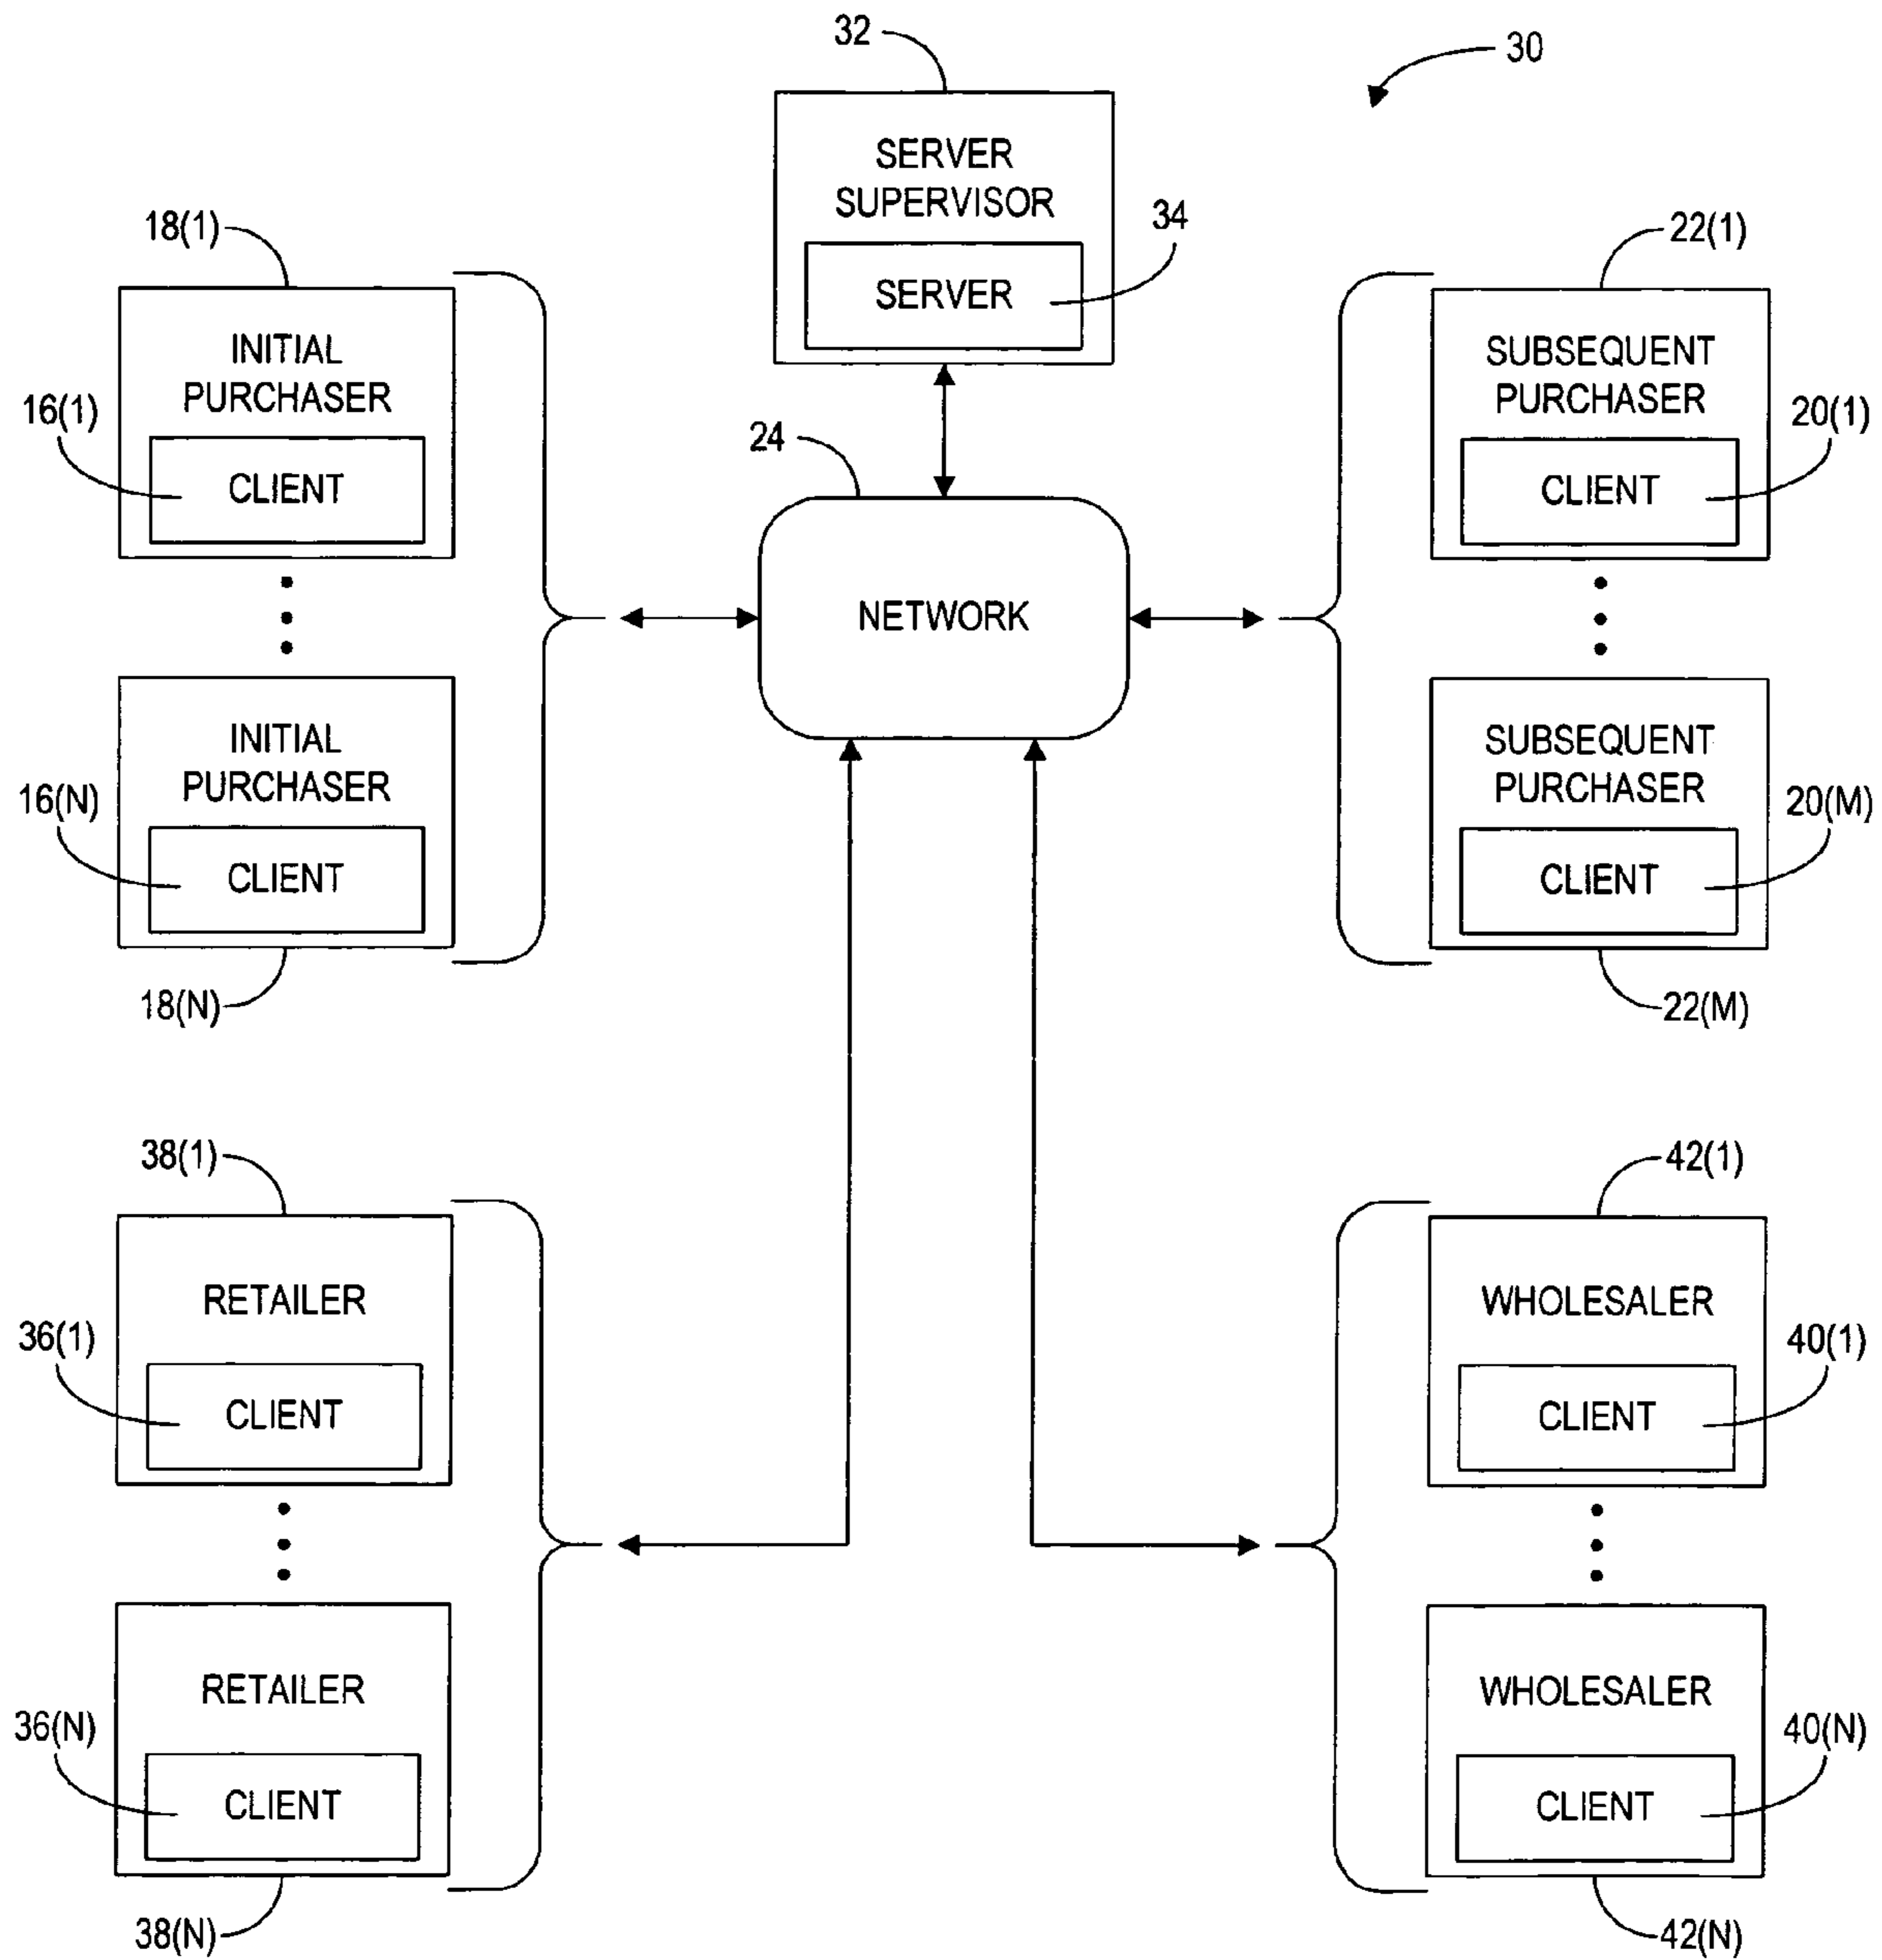 32
30
SERVER
SUPERVISOR
34
SERVER
18(1)
INITIAL
PURCHASER
16(1)
CLIENT
22(1)
SUBSEQUENT
PURCHASER
20(1)
CLIENT
24
NETWORK
INITIAL
PURCHASER
16(N)
CLIENT
18(N)
SUBSEQUENT
PURCHASER
20(M)
CLIENT
22(M)
38(1)
RETAILER
36(1)
CLIENT
42(1)
WHOLESALER
40(1)
CLIENT
RETAILER
36(N)
CLIENT
38(N)
WHOLESALER
40(N)
CLIENT
42(N)